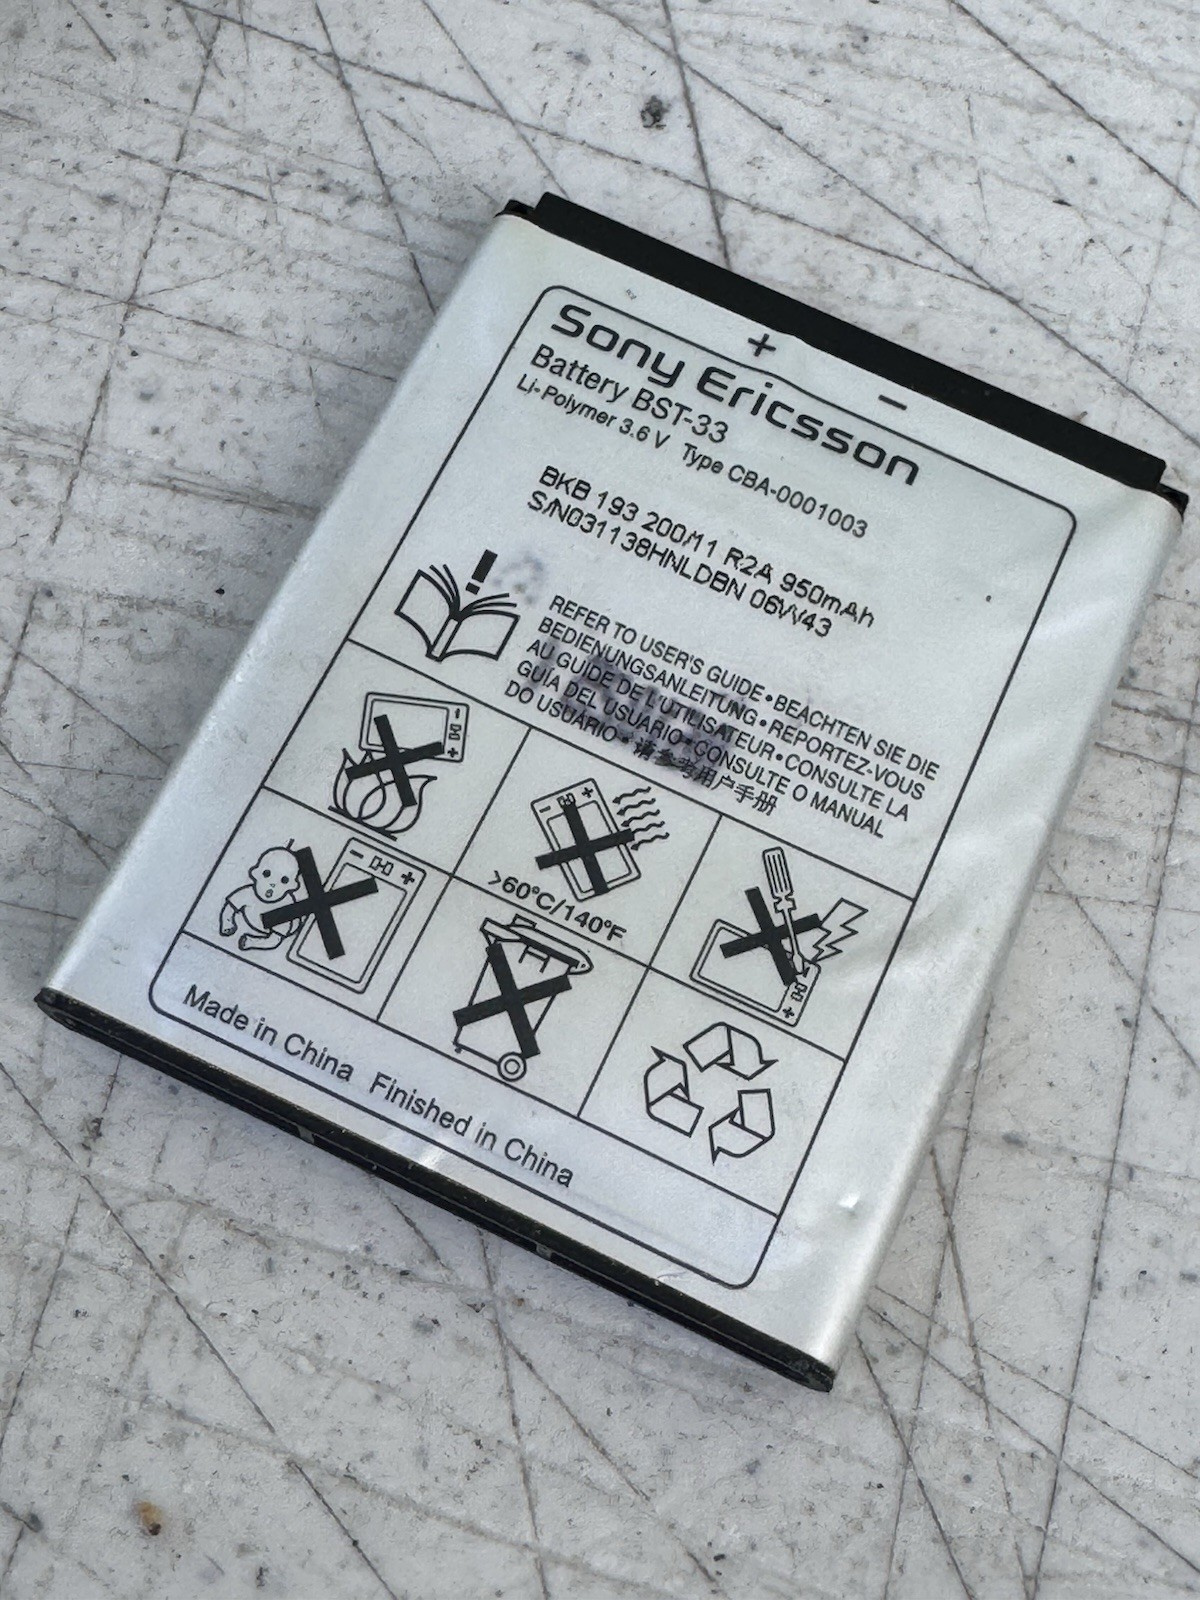 + −
Sony Ericsson
Battery BST-33
Li-Polymer 3.6 V Type CBA-0001003
BKB 193 200/11 R2A 950mAh
S/N031138HNLDBN 06W43
REFER TO USER'S GUIDE • BEACHTEN SIE DIE
BEDIENUNGSANLEITUNG • REPORTEZ-VOUS
AU GUIDE DE L'UTILISATEUR • CONSULTE LA
GUÍA DEL USUARIO • CONSULTE O MANUAL
DO USUÁRIO • 请参考用户手册
>60°C/140°F
Made in China Finished in China